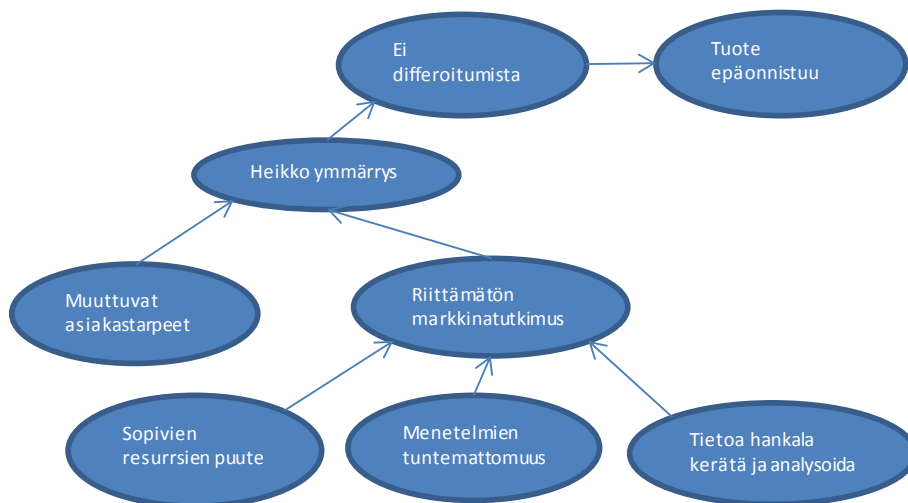 Ei
differoitumista
Tuote
epäonnistuu
Heikko ymmärrys
Muuttuvat
asiakastarpeet
Riittämätön
markkinatutkimus
Sopivien
resurrsien puute
Menetelmien
tuntemattomuus
Tietoa hankala
kerätä ja analysoida